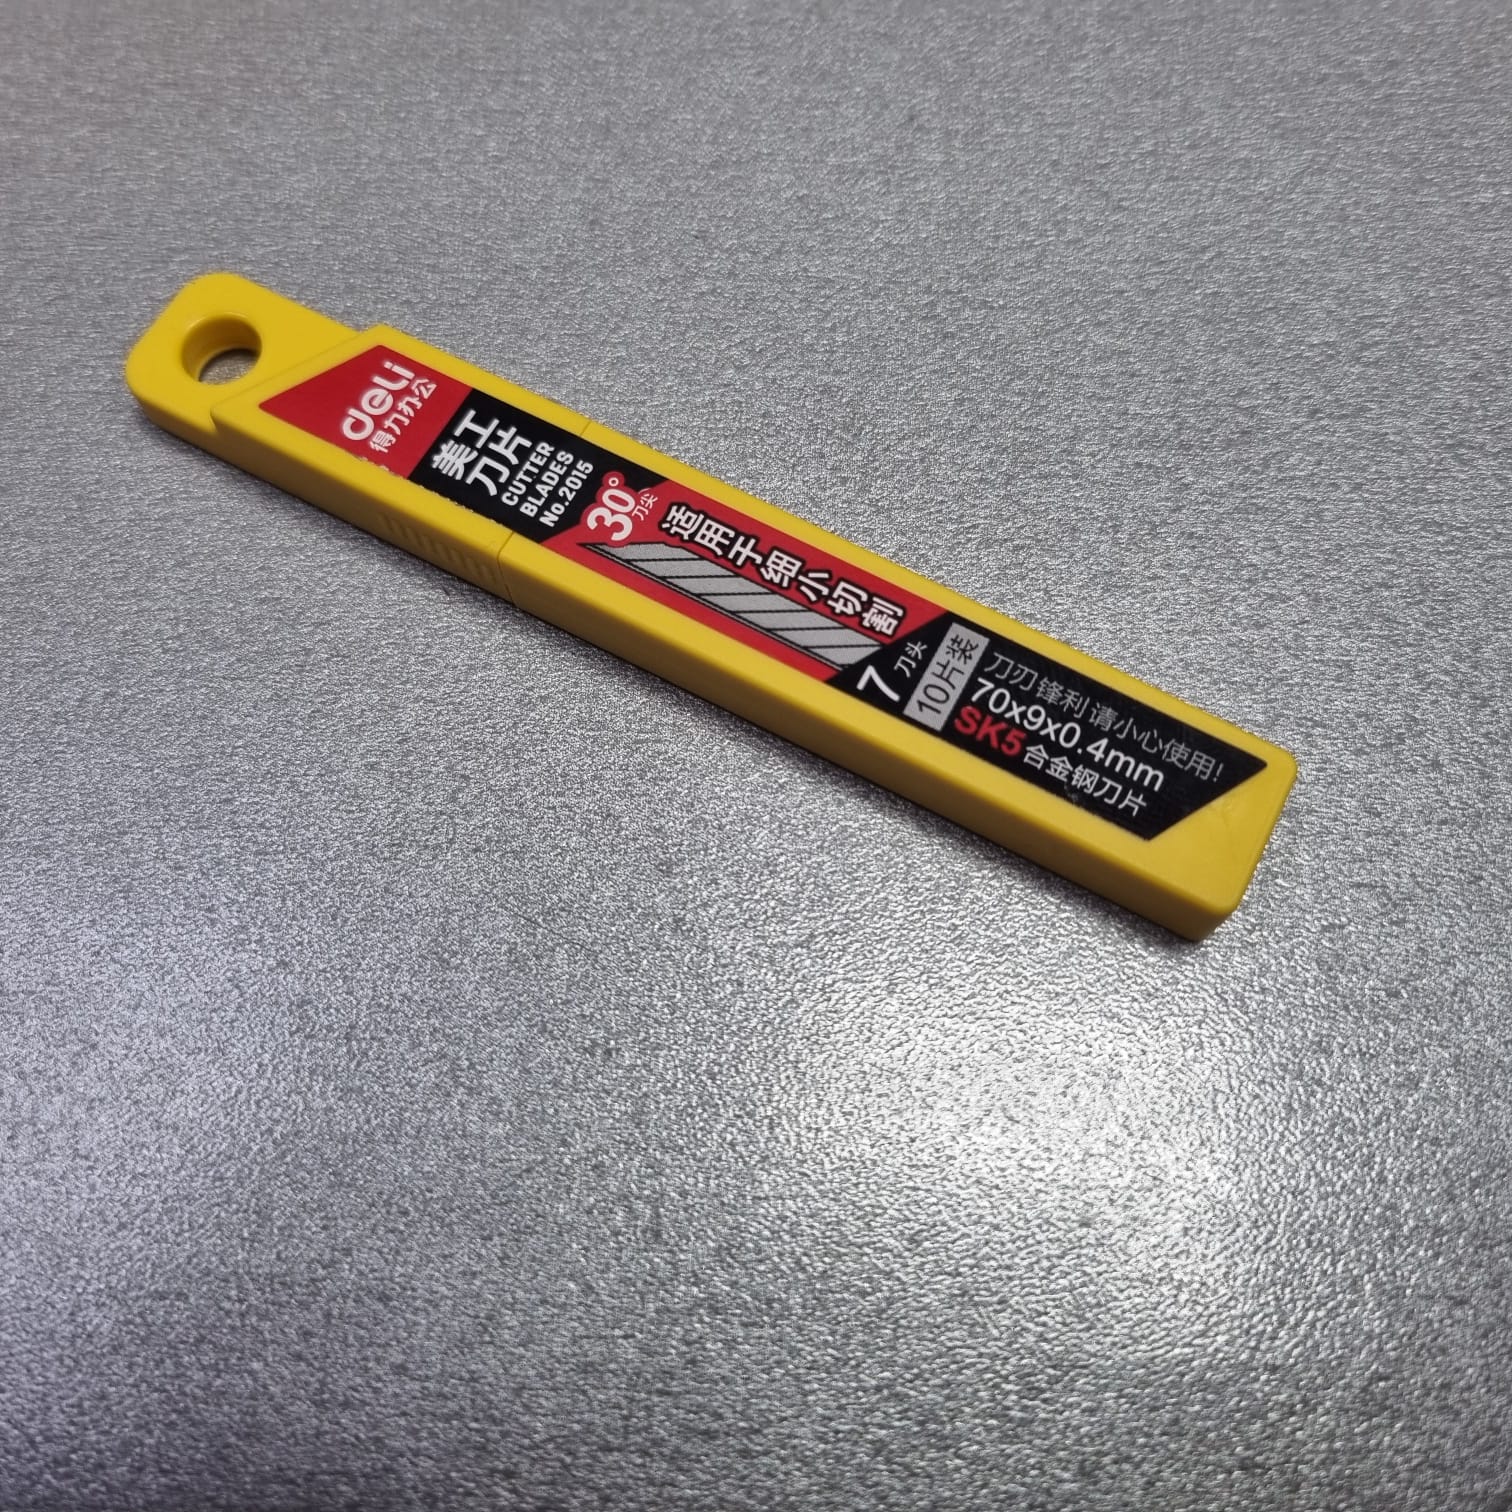 deli
得力办公
美工
刀片
CUTTER
BLADES
No.2015
30°
刀尖
适用于细小切割
7
刀头
10片装
刀刃锋利 请小心使用!
70x9x0.4mm
SK5 合金钢刀片